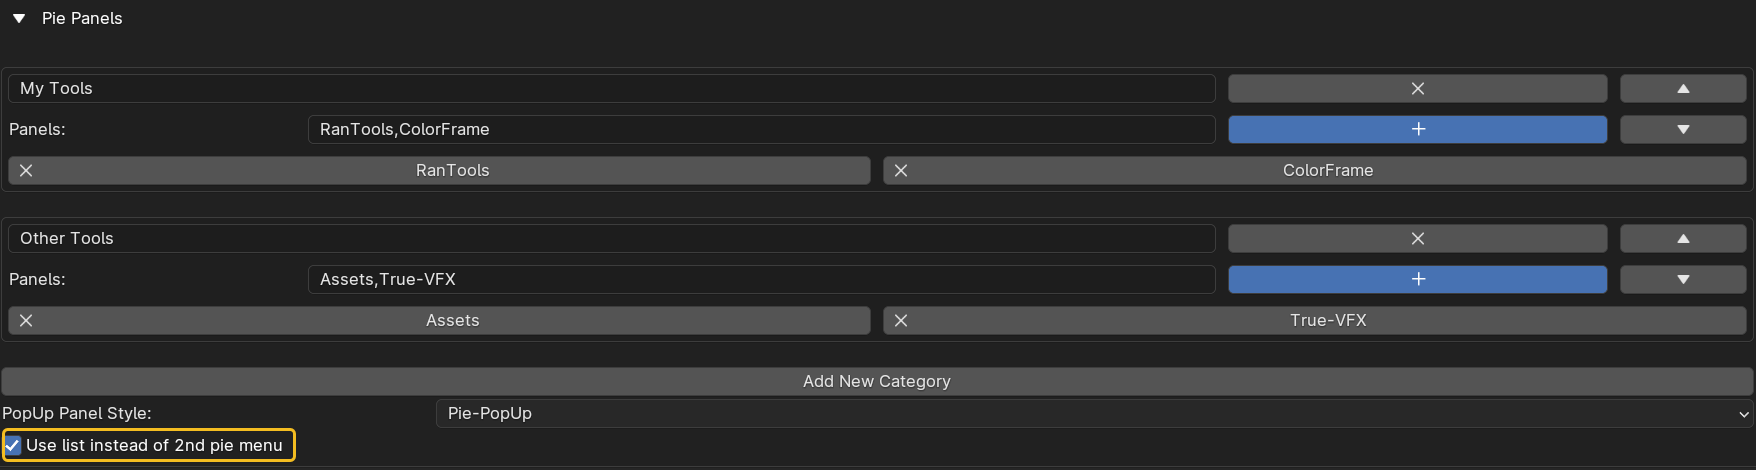 Pie Panels
My Tools
Panels: RanTools,ColorFrame
RanTools ColorFrame
Other Tools
Panels: Assets,True-VFX
Assets True-VFX
Add New Category
PopUp Panel Style: Pie-PopUp
Use list instead of 2nd pie menu